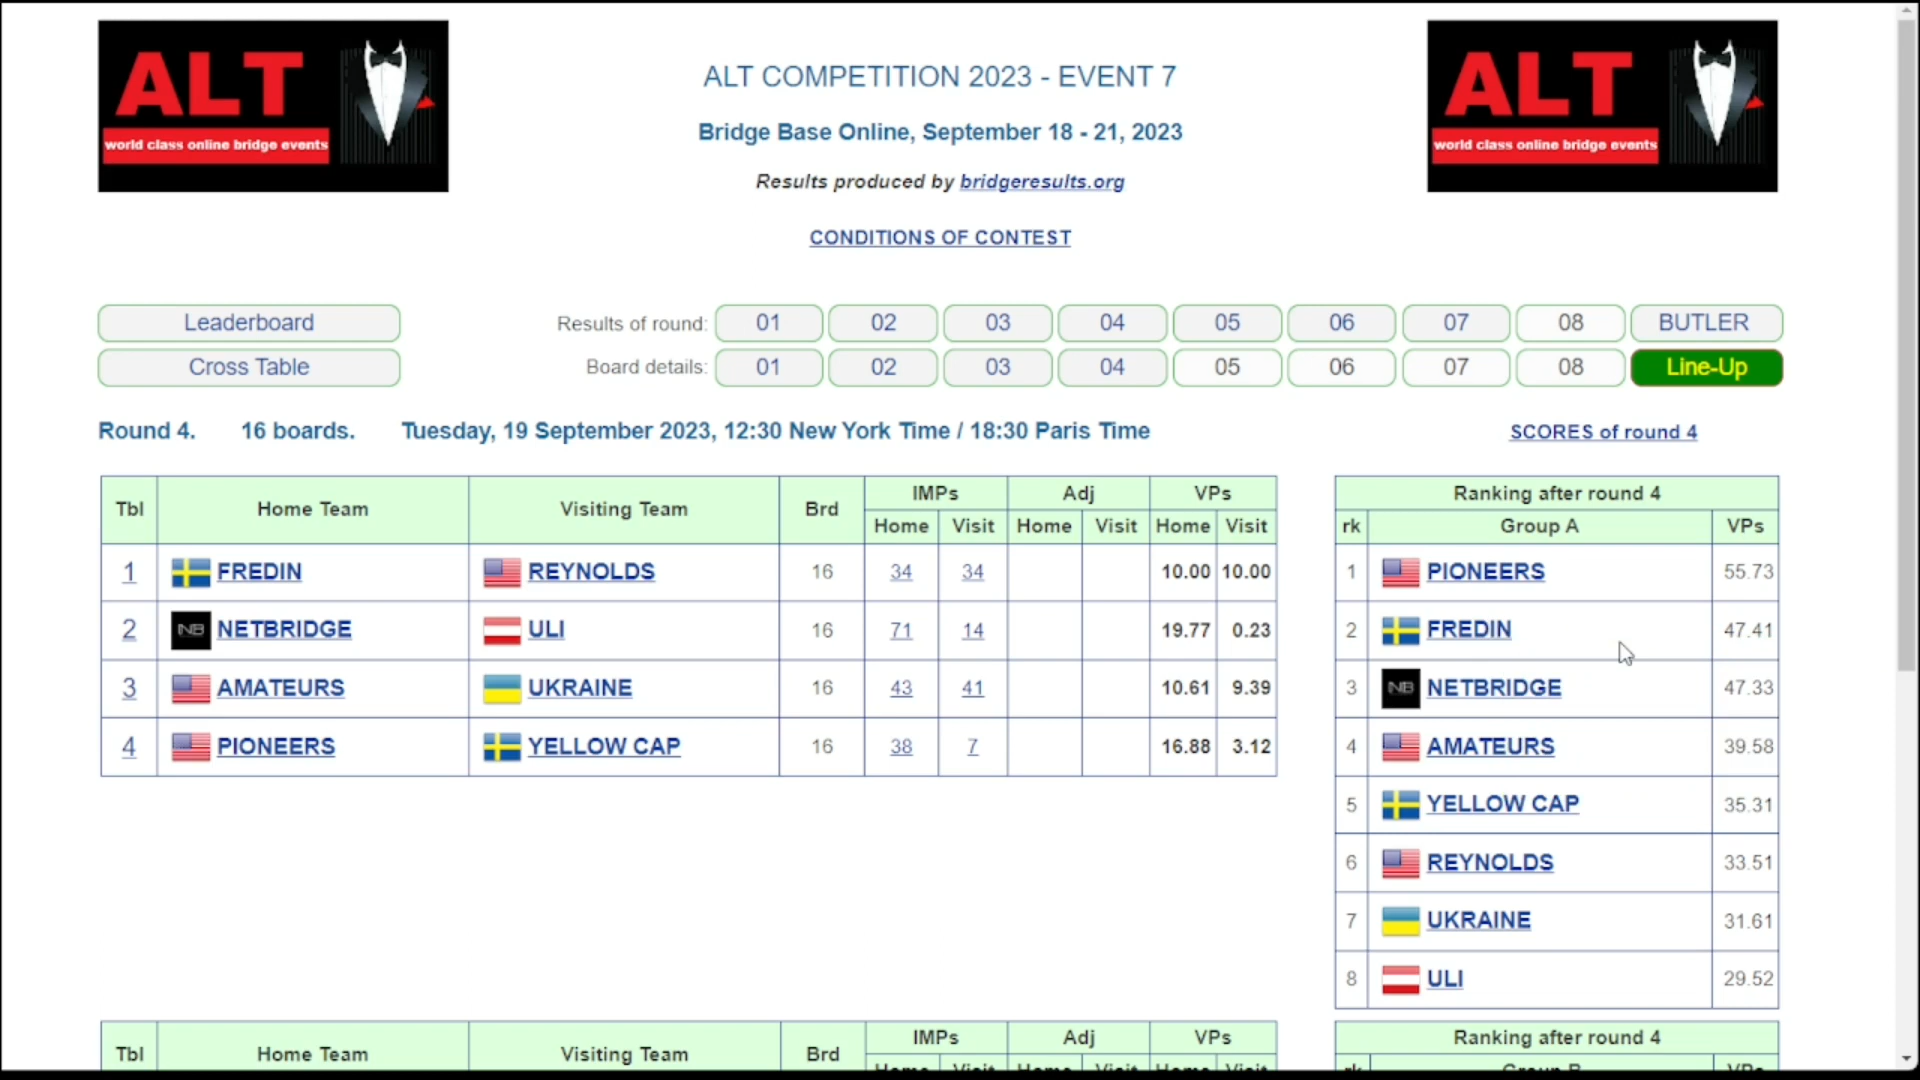 ALT
world class online bridge events
ALT COMPETITION 2023 - EVENT 7
Bridge Base Online, September 18 - 21, 2023
Results produced by bridgeresults.org
CONDITIONS OF CONTEST
ALT
world class online bridge events
Leaderboard
Results of round: 01 02 03 04 05 06 07 08 BUTLER
Cross Table
Board details: 01 02 03 04 05 06 07 08 Line-Up
Round 4. 16 boards. Tuesday, 19 September 2023, 12:30 New York Time / 18:30 Paris Time
SCORES of round 4
Tbl Home Team Visiting Team Brd IMPs Adj VPs
Home Visit Home Visit Home Visit
1 FREDIN REYNOLDS 16 34 34 10.00 10.00
2 NB NETBRIDGE ULI 16 71 14 19.77 0.23
3 AMATEURS UKRAINE 16 43 41 10.61 9.39
4 PIONEERS YELLOW CAP 16 38 7 16.88 3.12
Ranking after round 4
rk Group A VPs
1 PIONEERS 55.73
2 FREDIN 47.41
3 NB NETBRIDGE 47.33
4 AMATEURS 39.58
5 YELLOW CAP 35.31
6 REYNOLDS 33.51
7 UKRAINE 31.61
8 ULI 29.52
Tbl Home Team Visiting Team Brd IMPs Adj VPs
Home Visit Home Visit Home Visit
Ranking after round 4
rk Group B VPs